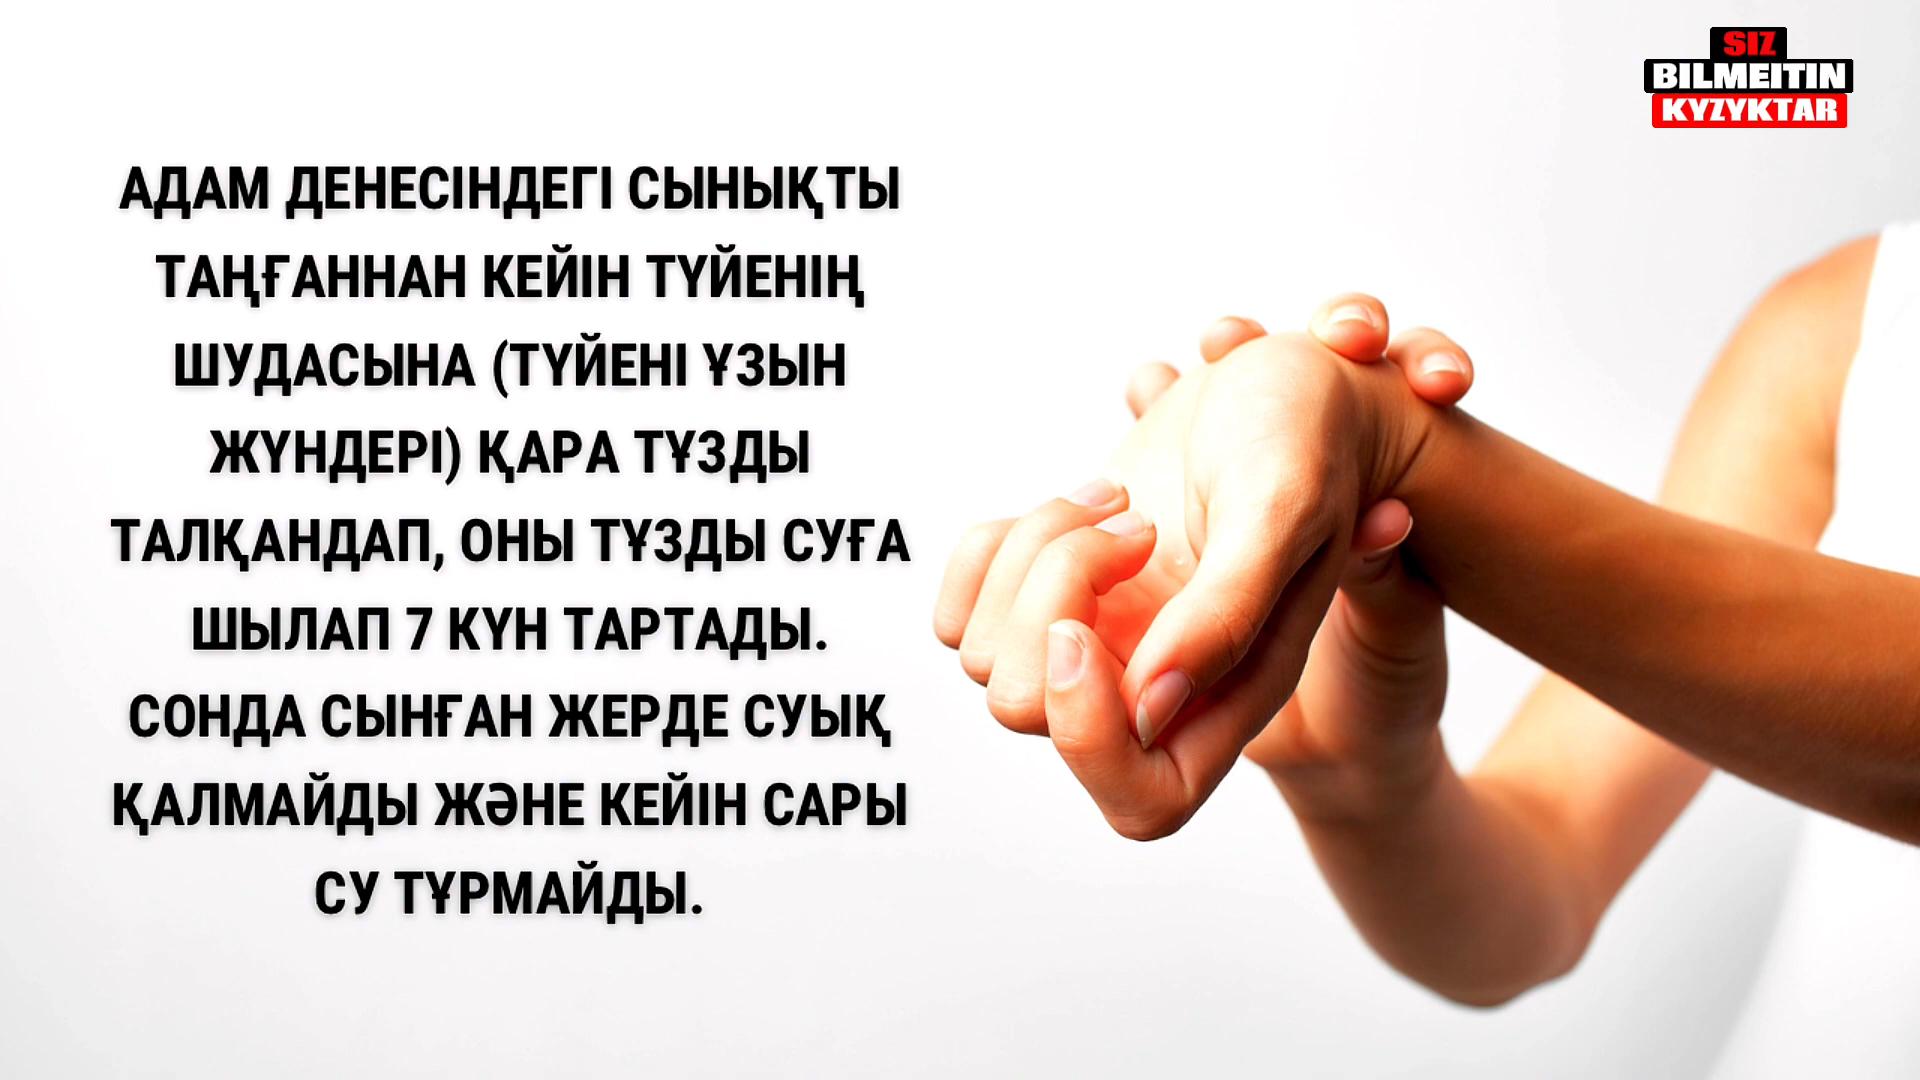 SIZ
BILMEITIN
KYZYKTAR
АДАМ ДЕНЕСІНДЕГІ СЫНЫҚТЫ
ТАҢҒАННАН КЕЙІН ТҮЙЕНІҢ
ШУДАСЫНА (ТҮЙЕНІ ҰЗЫН
ЖҮНДЕРІ) ҚАРА ТҰЗДЫ
ТАЛҚАНДАП, ОНЫ ТҰЗДЫ СУҒА
ШЫЛАП 7 КҮН ТАРТАДЫ.
СОНДА СЫНҒАН ЖЕРДЕ СУЫҚ
ҚАЛМАЙДЫ ЖӘНЕ КЕЙІН САРЫ
СУ ТҰРМАЙДЫ.